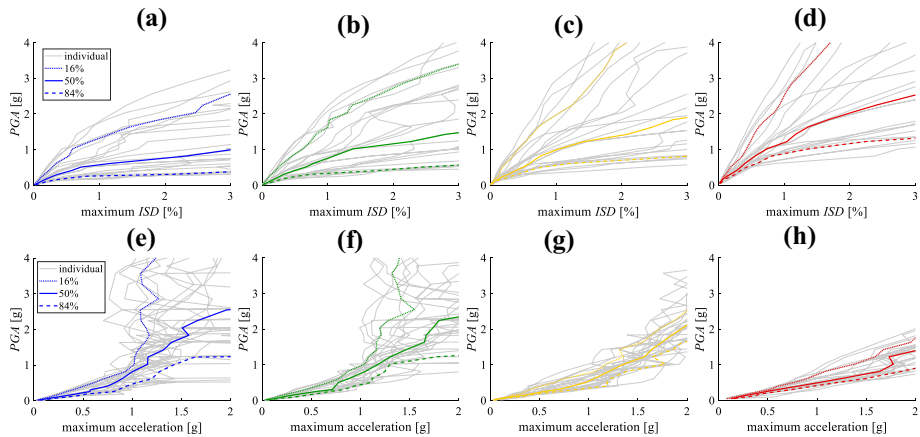 (a) (b) (c) (d)
4 4 4 4
individual
16%
3 3 3 3
50%
84%
PGA [g] PGA [g] PGA [g] PGA [g]
2 2 2 2
1 1 1 1
0 0 0 0
0 1 2 3 0 1 2 3 0 1 2 3 0 1 2 3
maximum ISD [%] maximum ISD [%] maximum ISD [%] maximum ISD [%]
(e) (f) (g) (h)
4 4 4 4
individual
16%
3 3 3 3
50%
84%
PGA [g] PGA [g] PGA [g] PGA [g]
2 2 2 2
1 1 1 1
0 0 0 0
0 0.5 1 1.5 2 0 0.5 1 1.5 2 0 0.5 1 1.5 2 0 0.5 1 1.5 2
maximum acceleration [g] maximum acceleration [g] maximum acceleration [g] maximum acceleration [g]